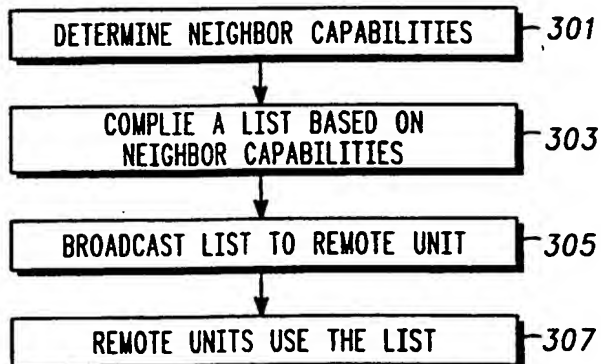 DETERMINE NEIGHBOR CAPABILITIES 301
COMPLIE A LIST BASED ON
NEIGHBOR CAPABILITIES 303
BROADCAST LIST TO REMOTE UNIT 305
REMOTE UNITS USE THE LIST 307